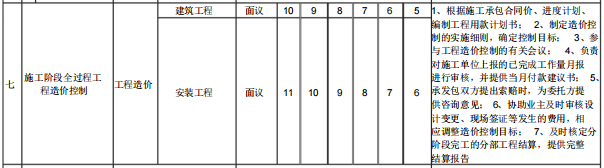 建筑工程 面议 10 9 8 7 6 5
七 施工阶段全过程工程造价控制 工程造价
安装工程 面议 11 10 9 8 7 6
1、根据施工承包合同价、进度计划、
编制工程用款计划书； 2、制定造价控
制的实施细则，确定控制目标； 3、参
与工程造价控制的有关会议； 4、负责
对施工单位上报的已完成工作量月报
进行审核，并提供当月付款建议书； 5、
承发包双方提出索赔时，为委托方提
供咨询意见； 6、协助业主及时审核设
计变更、现场签证等发生的费用，相
应调整造价控制目标； 7、及时核定分
阶段完工的分部工程结算，提供完整
结算报告